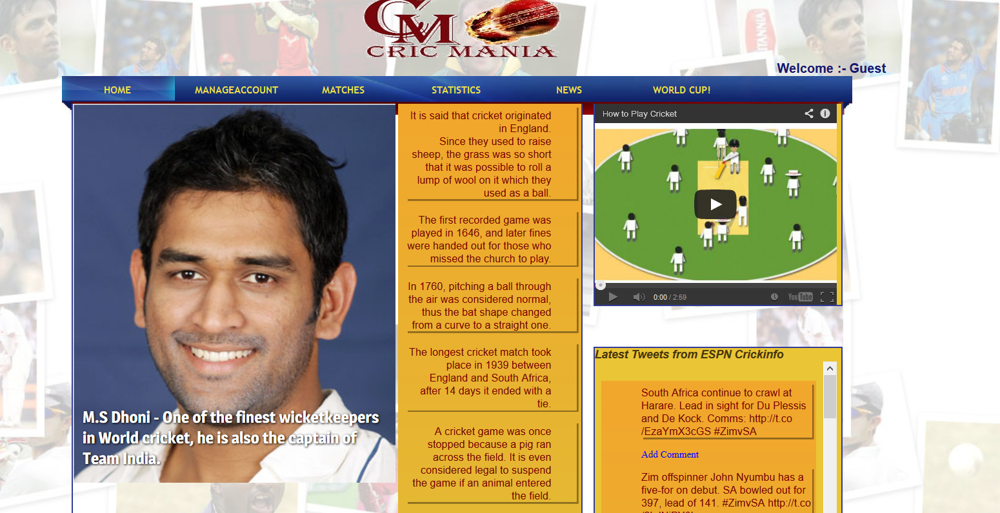 CM
CRIC MANIA
Welcome :- Guest
HOME
MANAGEACCOUNT
MATCHES
STATISTICS
NEWS
WORLD CUP!
M.S Dhoni - One of the finest wicketkeepers
in World cricket, he is also the captain of
Team India.
It is said that cricket originated
in England.
Since they used to raise
sheep, the grass was so short
that it was possible to roll a
lump of wool on it which they
used as a ball.
The first recorded game was
played in 1646, and later fines
were handed out for those who
missed the church to play.
In 1760, pitching a ball through
the air was considered normal,
thus the bat shape changed
from a curve to a straight one.
The longest cricket match took
place in 1939 between
England and South Africa,
after 14 days it ended with a
tie.
A cricket game was once
stopped because a pig ran
across the field. It is even
considered legal to suspend
the game if an animal entered
the field.
How to Play Cricket
0:00 / 2:59
YouTube
Latest Tweets from ESPN Crickinfo
South Africa continue to crawl at
Harare. Lead in sight for Du Plessis
and De Kock. Comms: http://t.co
/EzaYmX3cGS #ZimvSA
Add Comment
Zim offspinner John Nyumbu has a
five-for on debut. SA bowled out for
397, lead of 141. #ZimvSA http://t.co
BRITANNIA